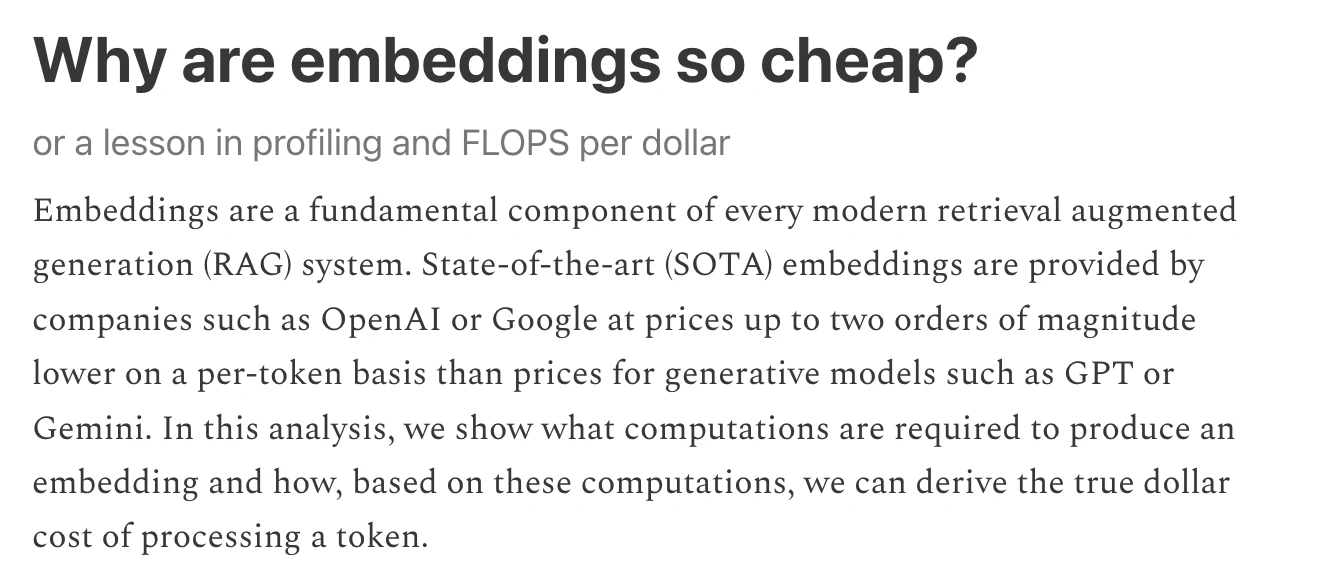 Why are embeddings so cheap?
or a lesson in profiling and FLOPS per dollar
Embeddings are a fundamental component of every modern retrieval augmented
generation (RAG) system. State-of-the-art (SOTA) embeddings are provided by
companies such as OpenAI or Google at prices up to two orders of magnitude
lower on a per-token basis than prices for generative models such as GPT or
Gemini. In this analysis, we show what computations are required to produce an
embedding and how, based on these computations, we can derive the true dollar
cost of processing a token.